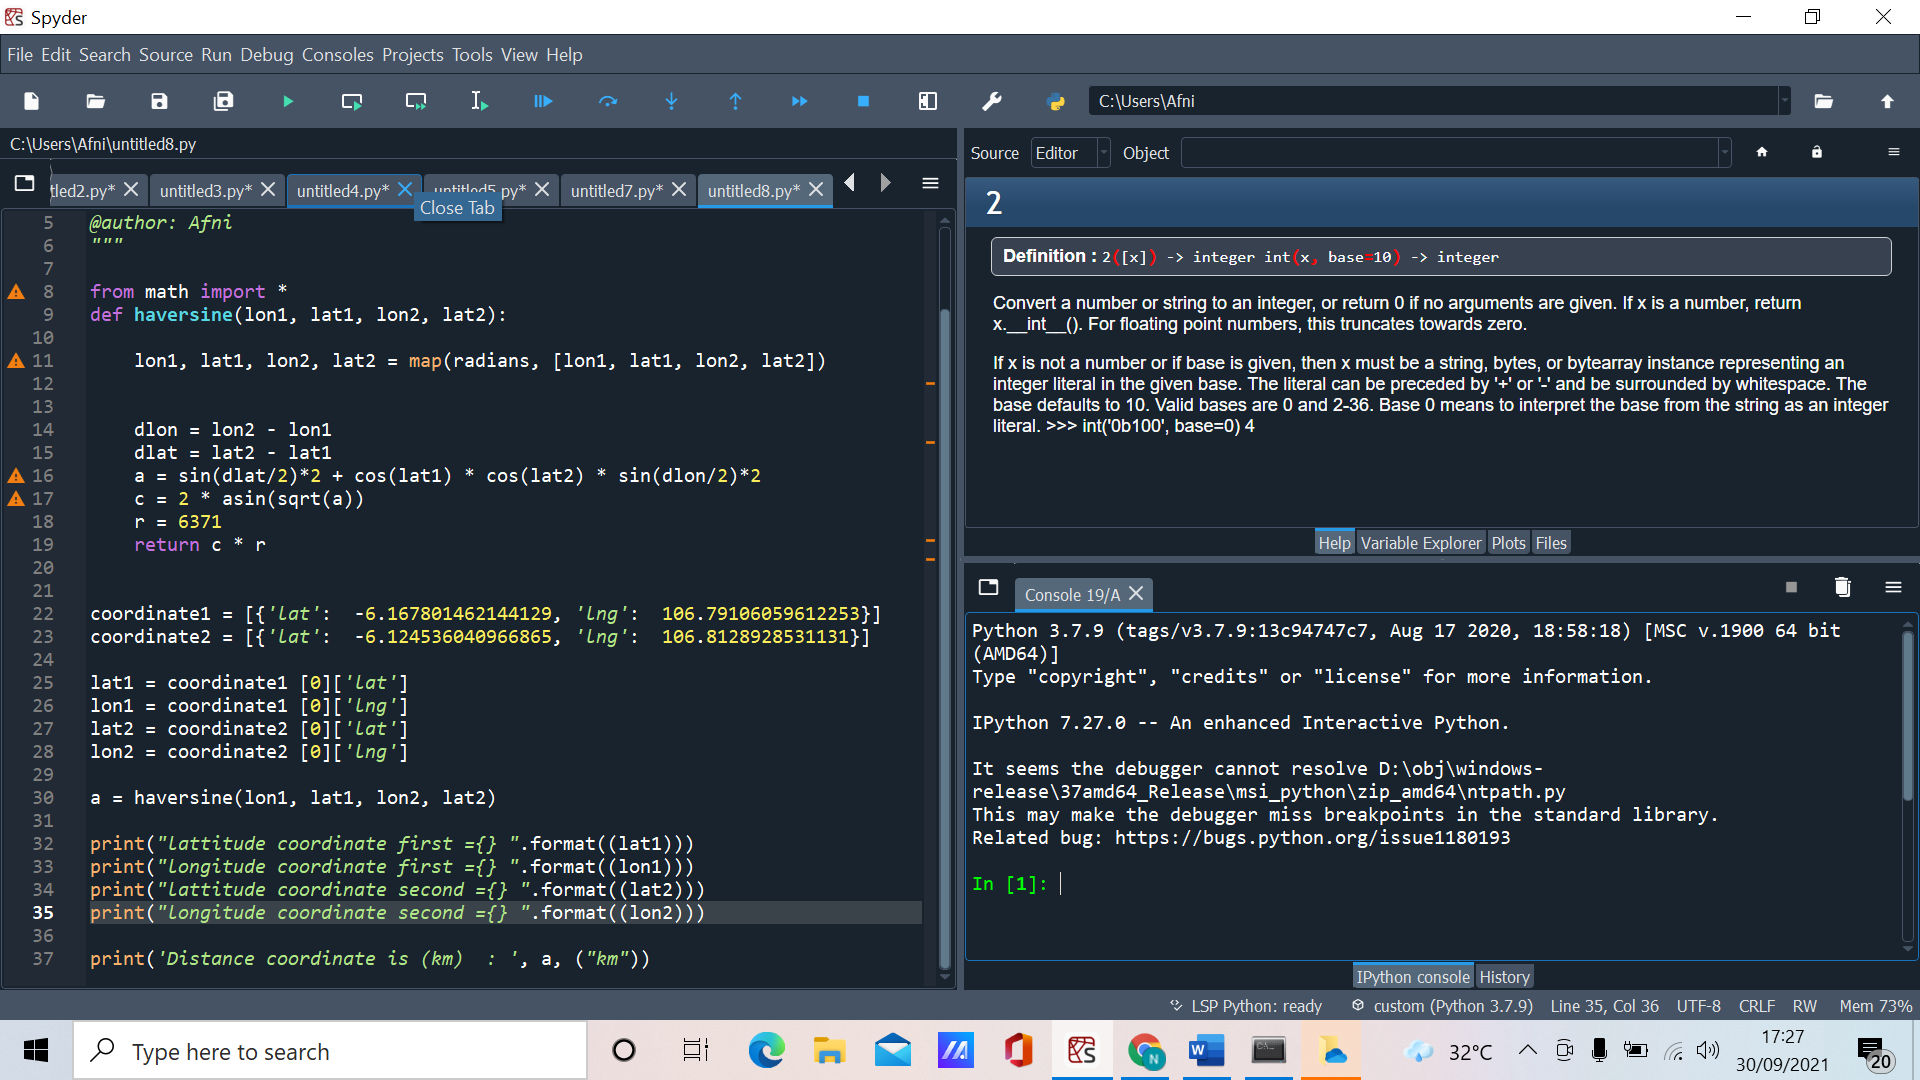 Spyder
File Edit Search Source Run Debug Consoles Projects Tools View Help
C:\Users\Afni
C:\Users\Afni\untitled8.py
tled2.py* untitled3.py* untitled4.py* untitled5.py* untitled7.py* untitled8.py*
Close Tab
5 @author: Afni
6 """
7
8 from math import *
9 def haversine(lon1, lat1, lon2, lat2):
10
11 lon1, lat1, lon2, lat2 = map(radians, [lon1, lat1, lon2, lat2])
12
13
14 dlon = lon2 - lon1
15 dlat = lat2 - lat1
16 a = sin(dlat/2)*2 + cos(lat1) * cos(lat2) * sin(dlon/2)*2
17 c = 2 * asin(sqrt(a))
18 r = 6371
19 return c * r
20
21
22 coordinate1 = [{'lat':  -6.167801462144129, 'lng':  106.79106059612253}]
23 coordinate2 = [{'lat':  -6.124536040966865, 'lng':  106.8128928531131}]
24
25 lat1 = coordinate1 [0]['lat']
26 lon1 = coordinate1 [0]['lng']
27 lat2 = coordinate2 [0]['lat']
28 lon2 = coordinate2 [0]['lng']
29
30 a = haversine(lon1, lat1, lon2, lat2)
31
32 print("lattitude coordinate first ={} ".format((lat1)))
33 print("longitude coordinate first ={} ".format((lon1)))
34 print("lattitude coordinate second ={} ".format((lat2)))
35 print("longitude coordinate second ={} ".format((lon2)))
36
37 print('Distance coordinate is (km)  : ', a, ("km"))
Source Editor Object
2
Definition : 2([x]) -> integer int(x, base=10) -> integer
Convert a number or string to an integer, or return 0 if no arguments are given. If x is a number, return
x.__int__(). For floating point numbers, this truncates towards zero.
If x is not a number or if base is given, then x must be a string, bytes, or bytearray instance representing an
integer literal in the given base. The literal can be preceded by '+' or '-' and be surrounded by whitespace. The
base defaults to 10. Valid bases are 0 and 2-36. Base 0 means to interpret the base from the string as an integer
literal. >>> int('0b100', base=0) 4
Help Variable Explorer Plots Files
Console 19/A
Python 3.7.9 (tags/v3.7.9:13c94747c7, Aug 17 2020, 18:58:18) [MSC v.1900 64 bit
(AMD64)]
Type "copyright", "credits" or "license" for more information.
IPython 7.27.0 -- An enhanced Interactive Python.
It seems the debugger cannot resolve D:\obj\windows-
release\37amd64_Release\msi_python\zip_amd64\ntpath.py
This may make the debugger miss breakpoints in the standard library.
Related bug: https://bugs.python.org/issue1180193
In [1]:
IPython console History
LSP Python: ready custom (Python 3.7.9) Line 35, Col 36 UTF-8 CRLF RW Mem 73%
Type here to search
32°C
17:27
30/09/2021
20